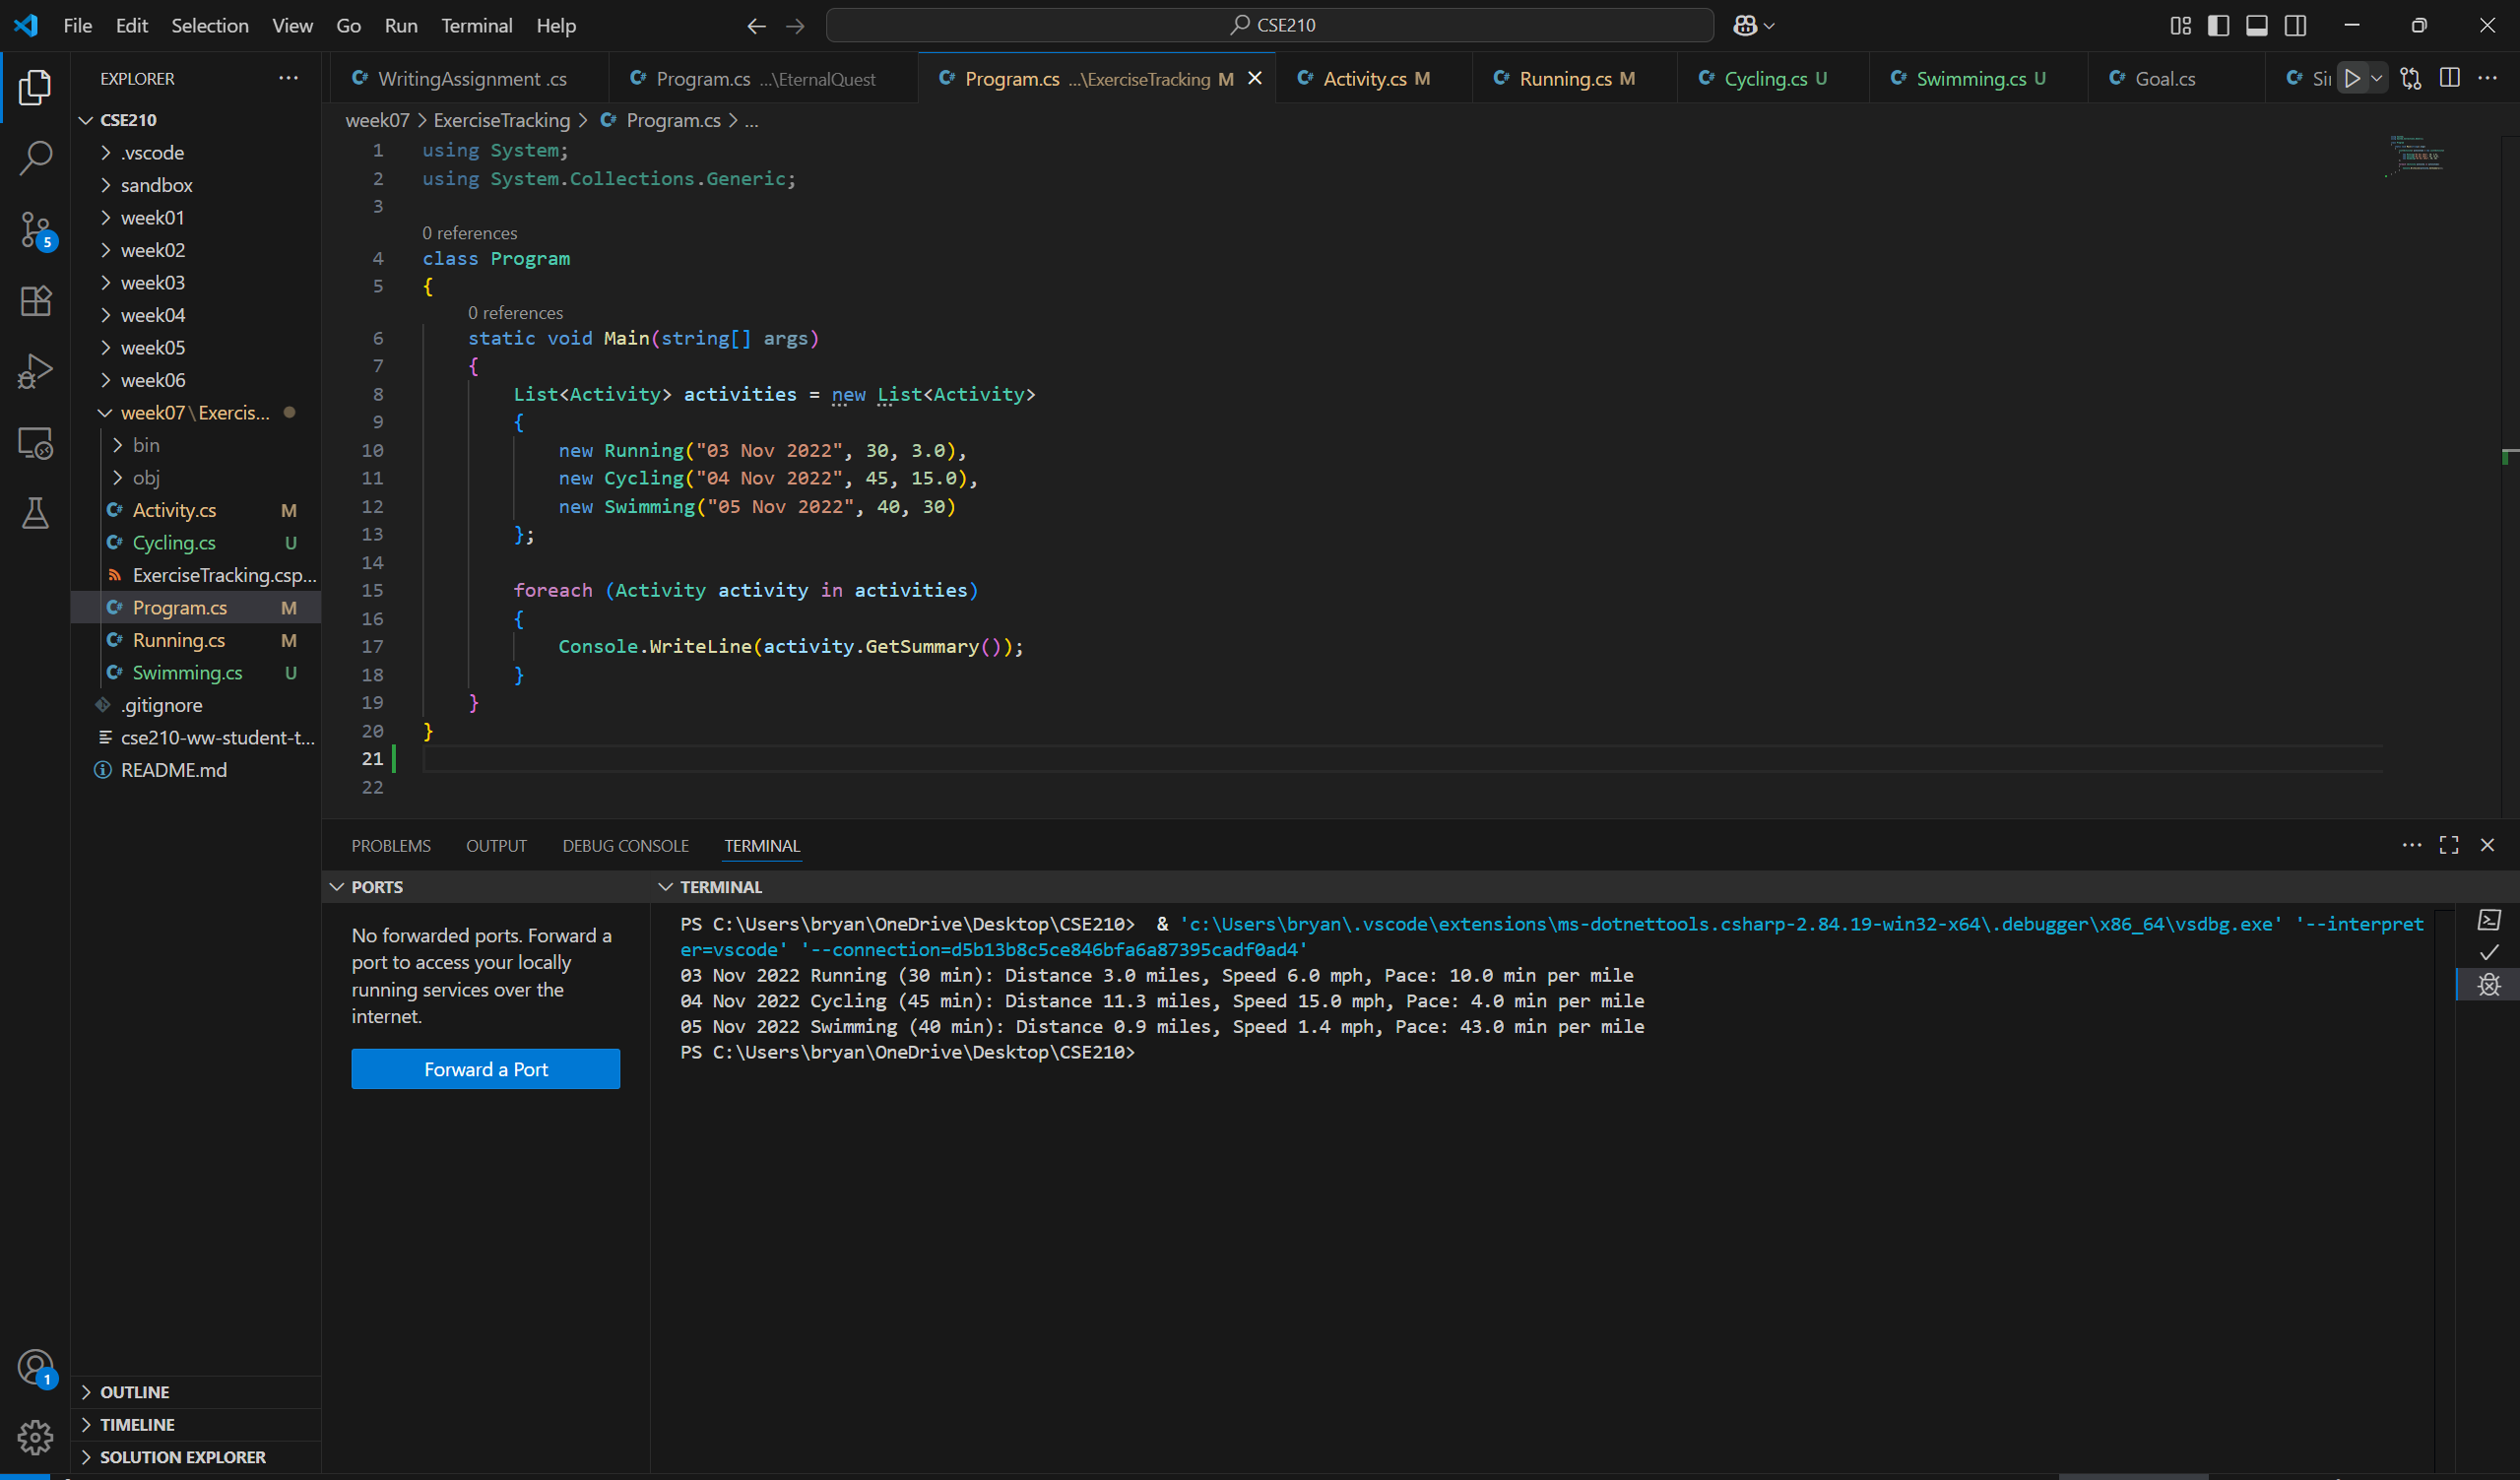 File Edit Selection View Go Run Terminal Help
CSE210
EXPLORER
WritingAssignment .cs
Program.cs ...\EternalQuest
Program.cs ...\ExerciseTracking M
Activity.cs M
Running.cs M
Cycling.cs U
Swimming.cs U
Goal.cs
Si
CSE210
.vscode
sandbox
week01
week02
week03
week04
week05
week06
week07\Exercis...
bin
obj
Activity.cs M
Cycling.cs U
ExerciseTracking.csp...
Program.cs M
Running.cs M
Swimming.cs U
.gitignore
cse210-ww-student-t...
README.md
OUTLINE
TIMELINE
SOLUTION EXPLORER
5
1
week07 > ExerciseTracking > Program.cs > ...
1 using System;
2 using System.Collections.Generic;
3
0 references
4 class Program
5 {
0 references
6 static void Main(string[] args)
7 {
8 List<Activity> activities = new List<Activity>
9 {
10 new Running("03 Nov 2022", 30, 3.0),
11 new Cycling("04 Nov 2022", 45, 15.0),
12 new Swimming("05 Nov 2022", 40, 30)
13 };
14
15 foreach (Activity activity in activities)
16 {
17 Console.WriteLine(activity.GetSummary());
18 }
19 }
20 }
21
22
PROBLEMS OUTPUT DEBUG CONSOLE TERMINAL
PORTS
No forwarded ports. Forward a
port to access your locally
running services over the
internet.
Forward a Port
TERMINAL
PS C:\Users\bryan\OneDrive\Desktop\CSE210> & 'c:\Users\bryan\.vscode\extensions\ms-dotnettools.csharp-2.84.19-win32-x64\.debugger\x86_64\vsdbg.exe' '--interpret
er=vscode' '--connection=d5b13b8c5ce846bfa6a87395cadf0ad4'
03 Nov 2022 Running (30 min): Distance 3.0 miles, Speed 6.0 mph, Pace: 10.0 min per mile
04 Nov 2022 Cycling (45 min): Distance 11.3 miles, Speed 15.0 mph, Pace: 4.0 min per mile
05 Nov 2022 Swimming (40 min): Distance 0.9 miles, Speed 1.4 mph, Pace: 43.0 min per mile
PS C:\Users\bryan\OneDrive\Desktop\CSE210>